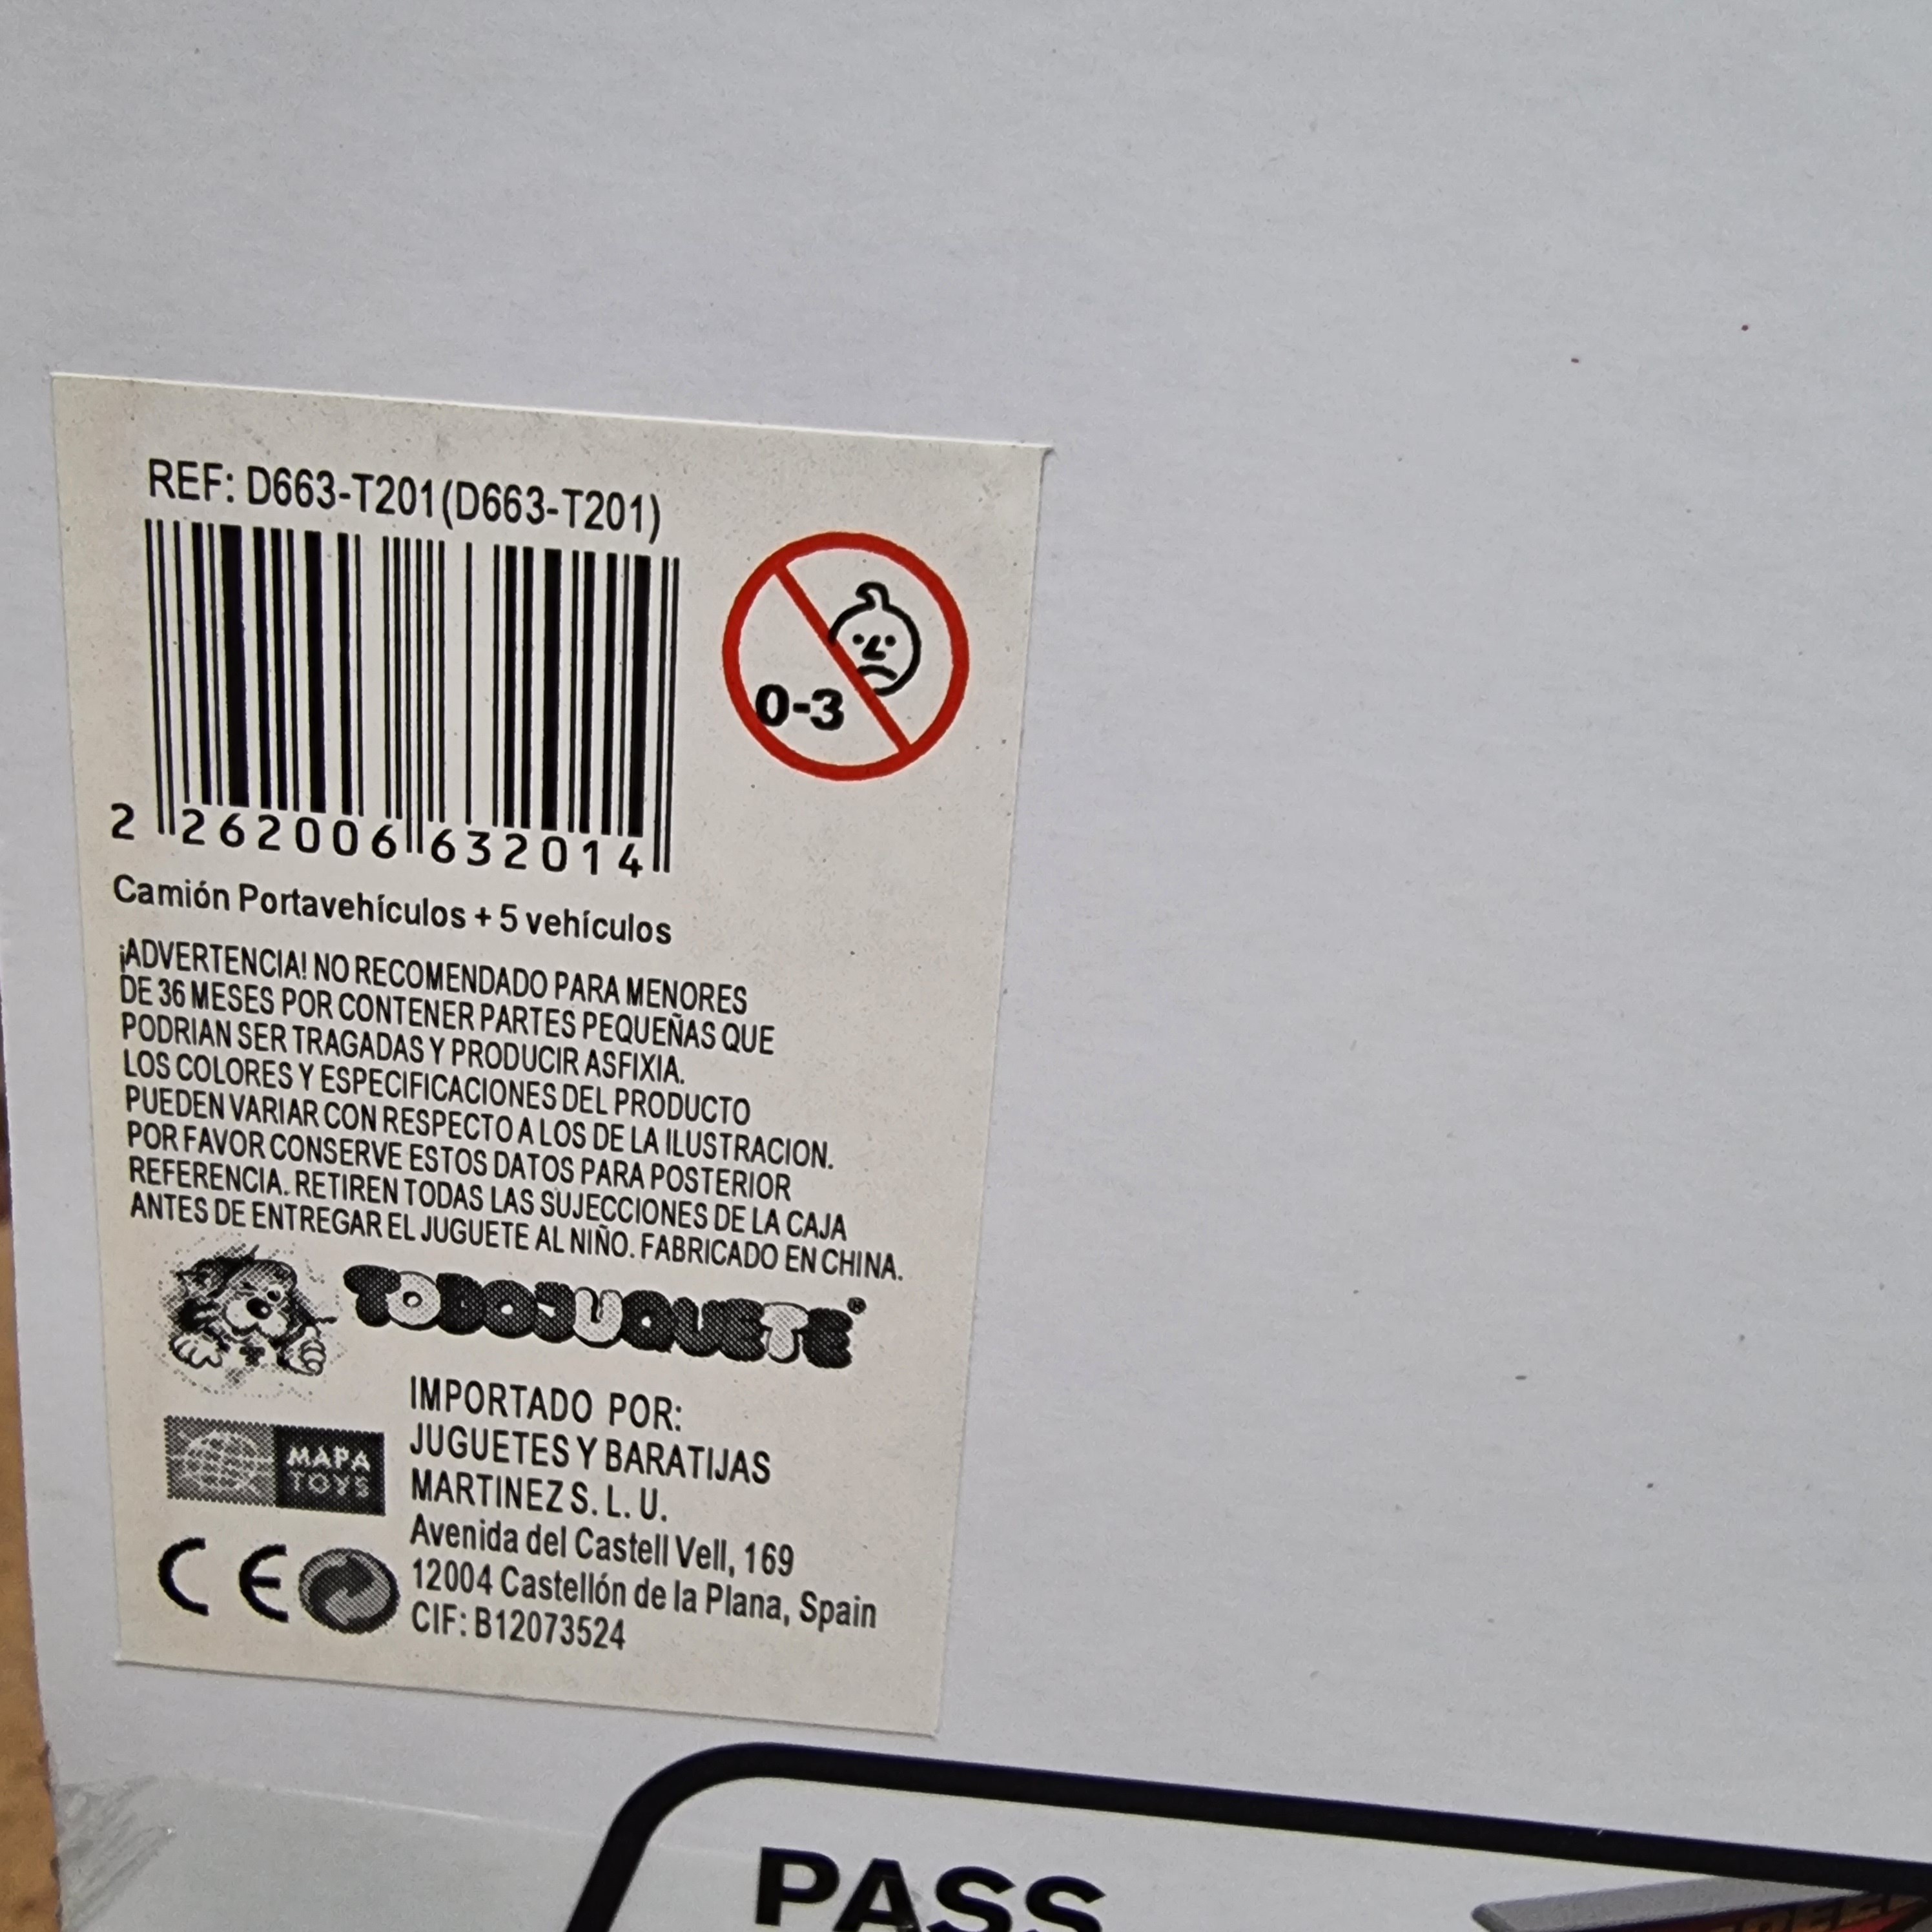 REF: D663-T201(D663-T201)
0-3
2 262006 632014
Camión Portavehículos + 5 vehículos
¡ADVERTENCIA! NO RECOMENDADO PARA MENORES
DE 36 MESES POR CONTENER PARTES PEQUEÑAS QUE
PODRIAN SER TRAGADAS Y PRODUCIR ASFIXIA.
LOS COLORES Y ESPECIFICACIONES DEL PRODUCTO
PUEDEN VARIAR CON RESPECTO A LOS DE LA ILUSTRACION.
POR FAVOR CONSERVE ESTOS DATOS PARA POSTERIOR
REFERENCIA. RETIREN TODAS LAS SUJECCIONES DE LA CAJA
ANTES DE ENTREGAR EL JUGUETE AL NIÑO. FABRICADO EN CHINA.
TODOJUGUETE®
IMPORTADO POR:
JUGUETES Y BARATIJAS
MARTINEZ S. L. U.
Avenida del Castell Vell, 169
12004 Castellón de la Plana, Spain
CIF: B12073524
MAPA
TOYS
CE
PASS